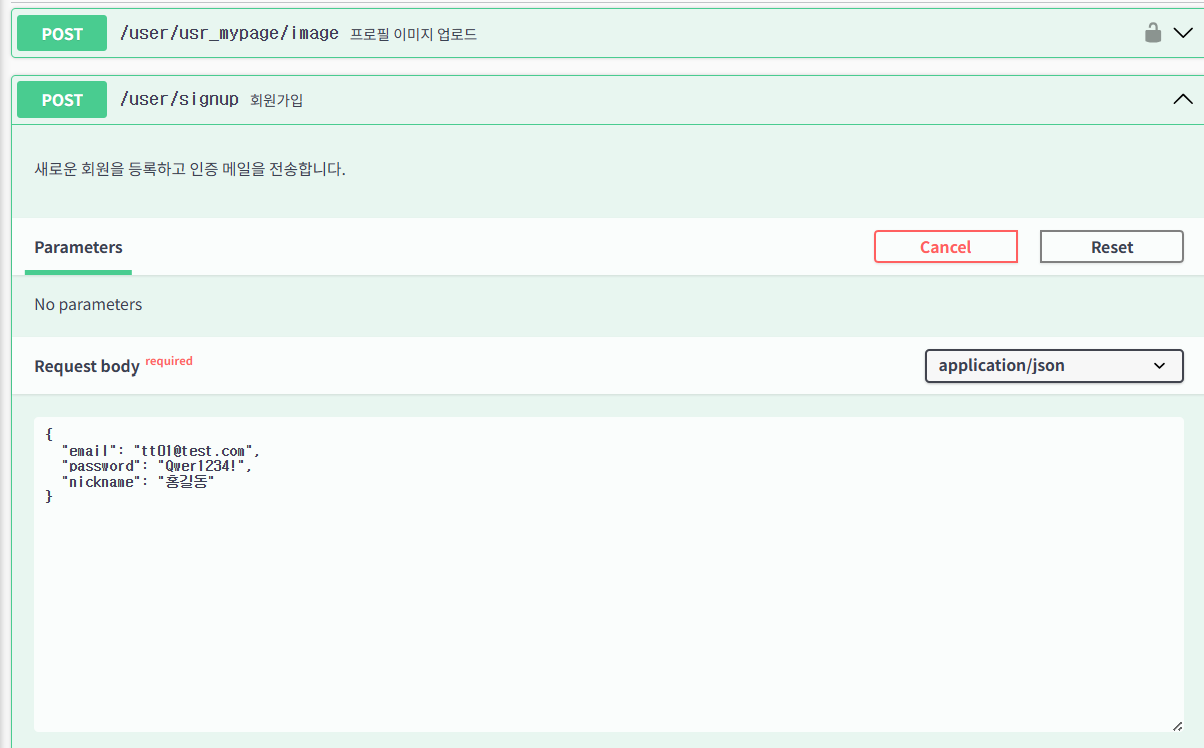 POST /user/usr_mypage/image 프로필 이미지 업로드
POST /user/signup 회원가입
새로운 회원을 등록하고 인증 메일을 전송합니다.
Parameters Cancel Reset
No parameters
Request body required application/json
{
"email": "tt01@test.com",
"password": "Qwer1234!",
"nickname": "홍길동"
}